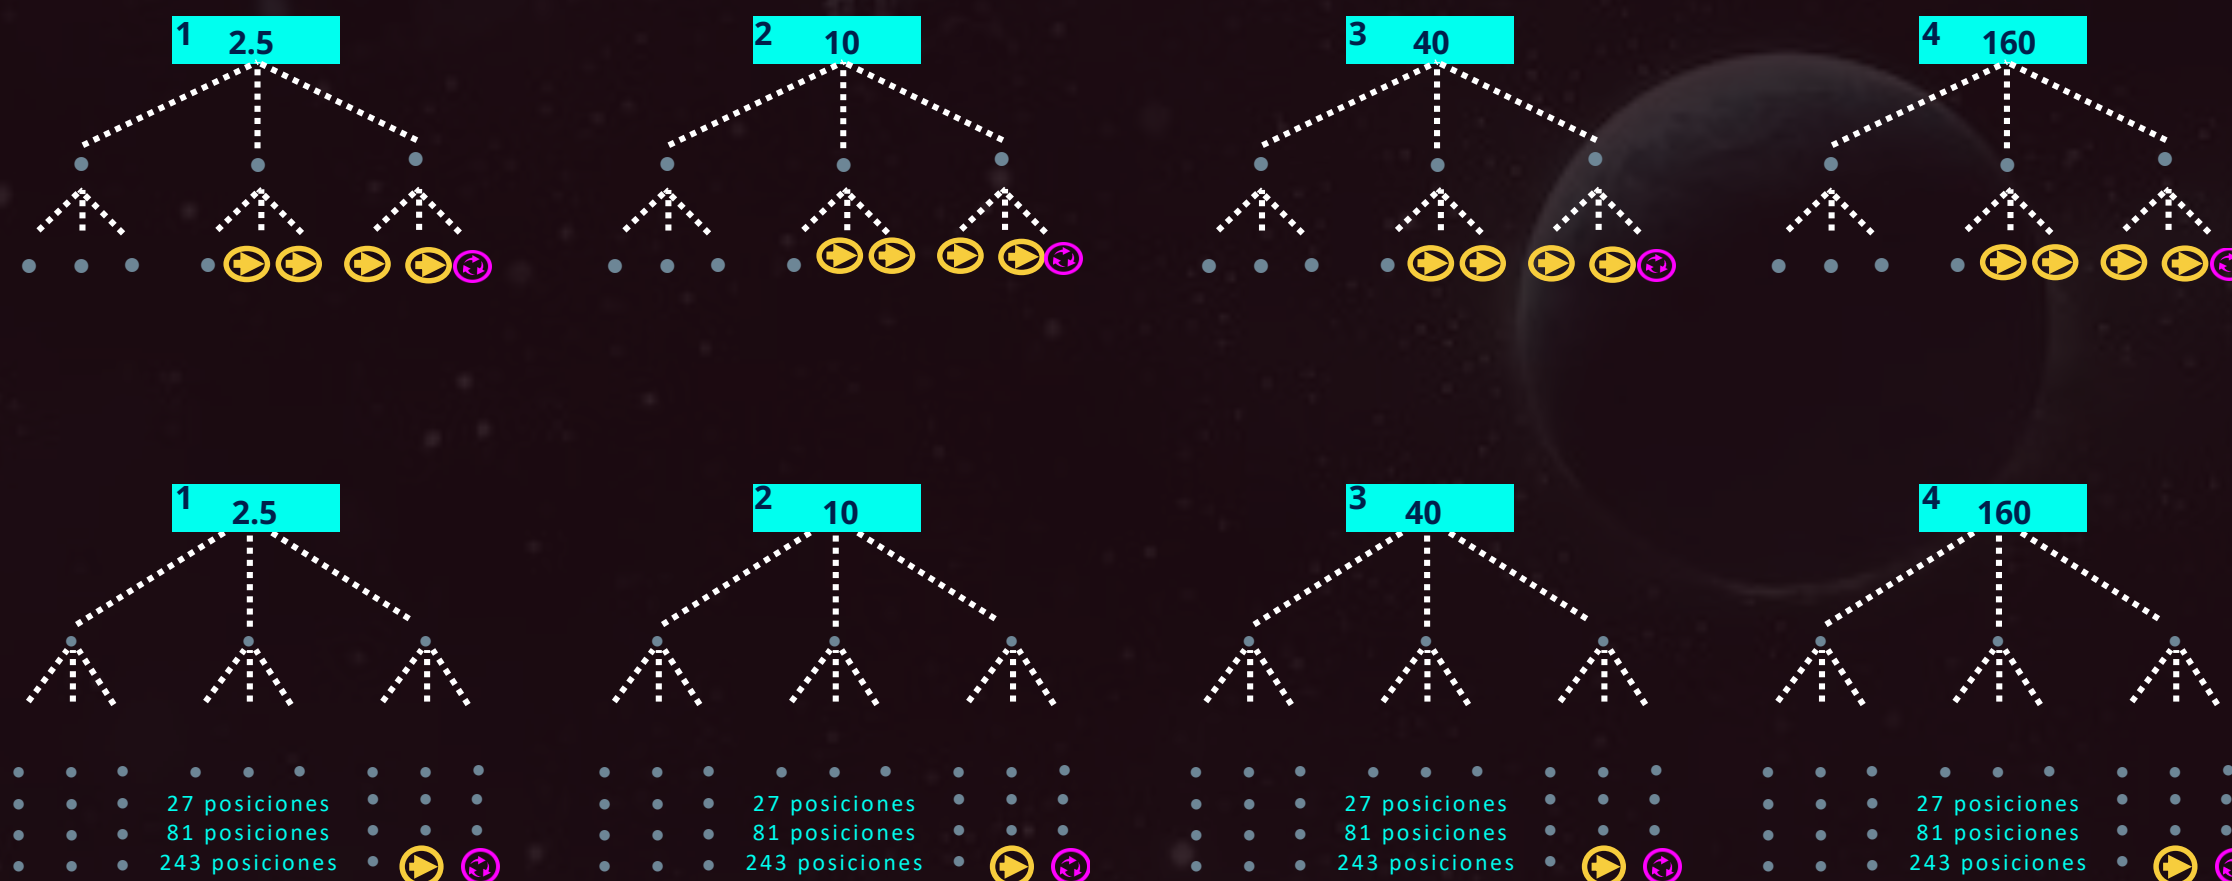 1 2.5
2 10
3 40
4 160
1 2.5
2 10
3 40
4 160
27 posiciones
81 posiciones
243 posiciones
27 posiciones
81 posiciones
243 posiciones
27 posiciones
81 posiciones
243 posiciones
27 posiciones
81 posiciones
243 posiciones